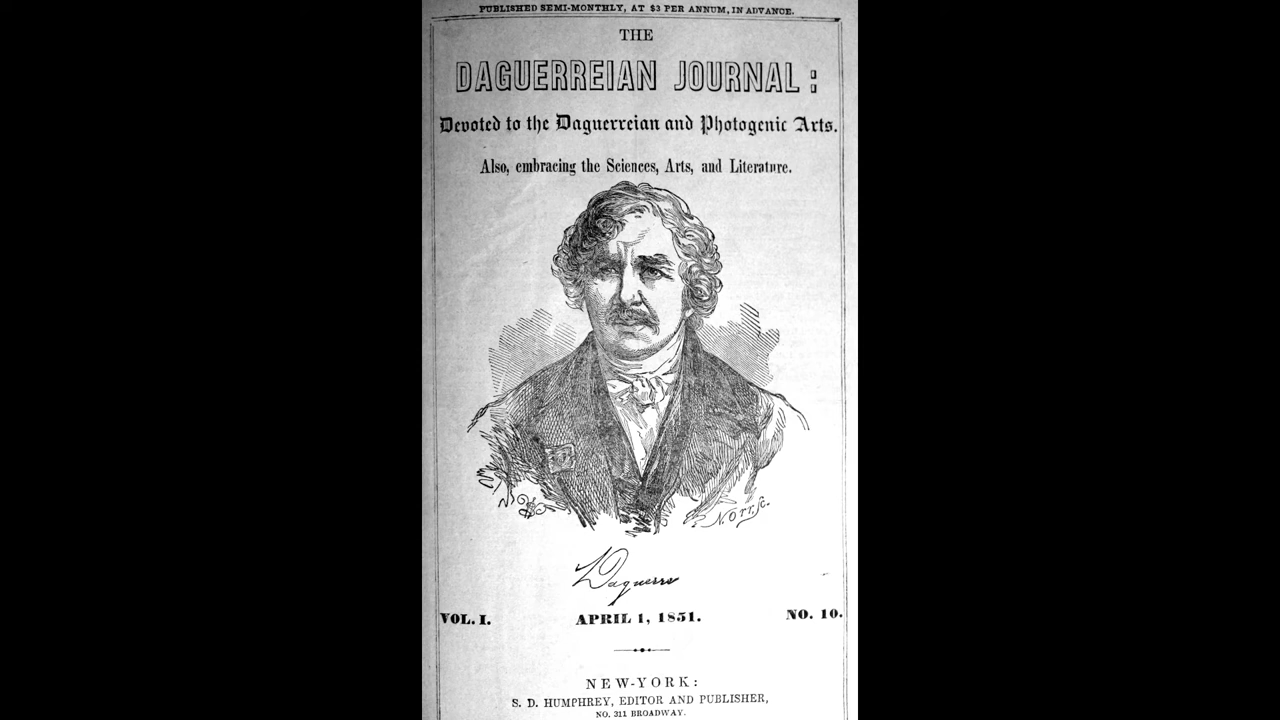 PUBLISHED SEMI-MONTHLY, AT $3 PER ANNUM, IN ADVANCE.
THE
DAGUERREIAN JOURNAL:
Devoted to the Daguerreian and Photogenic Arts.
Also, embracing the Sciences, Arts, and Literature.
N. Orr. Sc.
Daguerre
VOL. I. APRIL 1, 1851. NO. 10.
NEW-YORK:
S. D. HUMPHREY, EDITOR AND PUBLISHER,
NO. 311 BROADWAY.